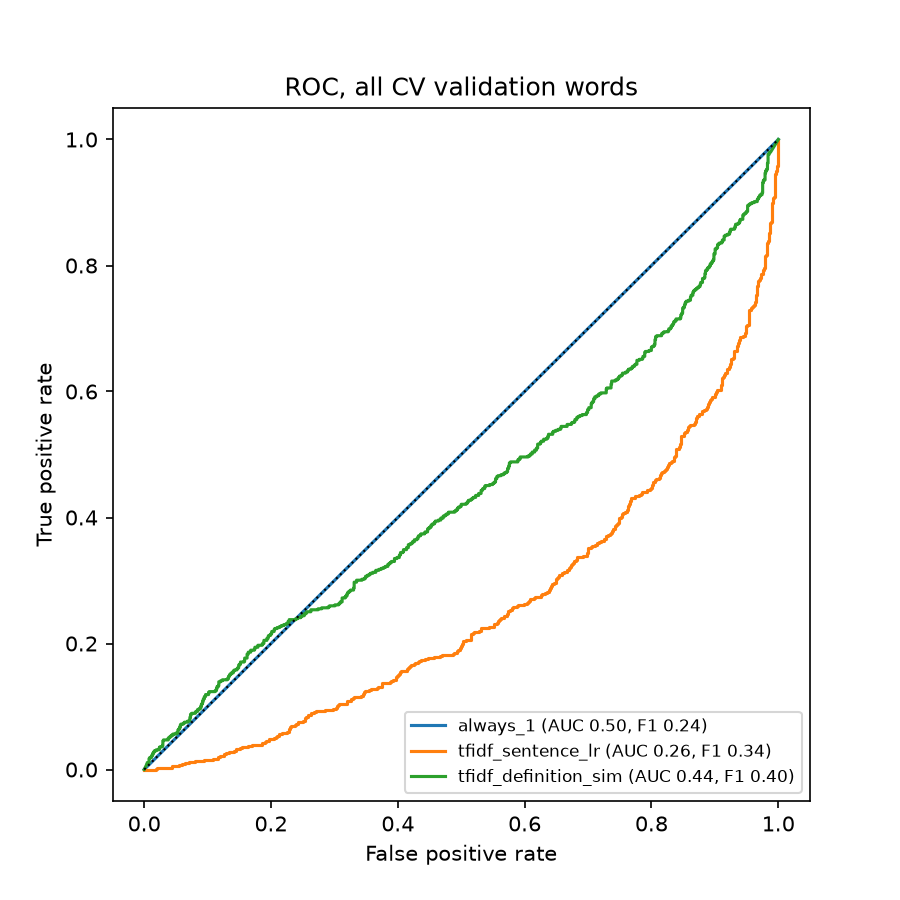 ROC, all CV validation words
1.0
0.8
0.6
0.4
0.2
0.0
True positive rate
always_1 (AUC 0.50, F1 0.24)
tfidf_sentence_lr (AUC 0.26, F1 0.34)
tfidf_definition_sim (AUC 0.44, F1 0.40)
0.0 0.2 0.4 0.6 0.8 1.0
False positive rate